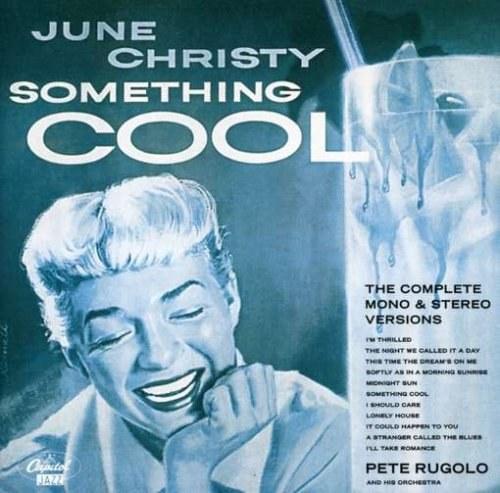 JUNE
CHRISTY
SOMETHING
COOL
THE COMPLETE
MONO & STEREO
VERSIONS
I'M THRILLED
THE NIGHT WE CALLED IT A DAY
THIS TIME THE DREAM'S ON ME
SOFTLY AS IN A MORNING SUNRISE
MIDNIGHT SUN
SOMETHING COOL
I SHOULD CARE
LONELY HOUSE
IT COULD HAPPEN TO YOU
A STRANGER CALLED THE BLUES
I'LL TAKE ROMANCE
PETE RUGOLO
AND HIS ORCHESTRA
Capitol
JAZZ